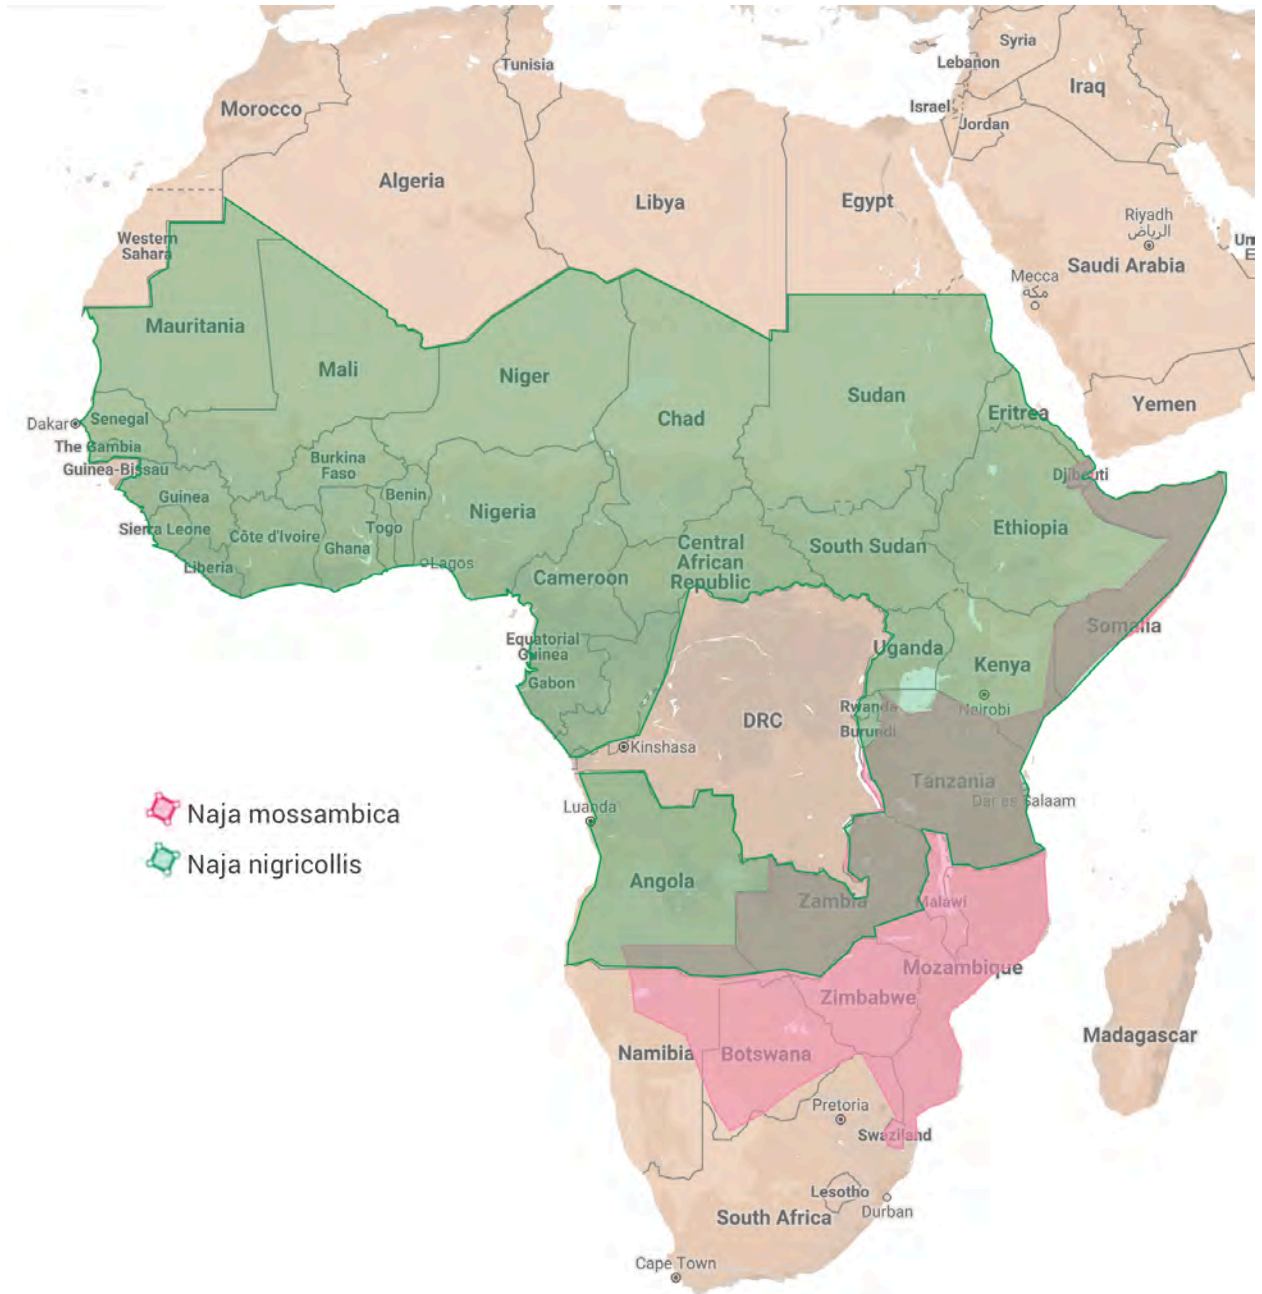 Tunisia
Syria
Lebanon
Iraq
Morocco
Israel
Jordan
Algeria
Libya
Egypt
Riyadh
الرياض
Western
Sahara
Saudi Arabia
Mecca
مكة
Mauritania
Mali
Niger
Chad
Sudan
Eritrea
Yemen
Dakar
Senegal
The Gambia
Guinea-Bissau
Burkina
Faso
Djibouti
Guinea
Benin
Nigeria
Sierra Leone
Côte d'Ivoire
Togo
Ghana
Ethiopia
Liberia
Lagos
Central
African
Republic
South Sudan
Cameroon
Somalia
Equatorial
Guinea
Uganda
Kenya
Gabon
Rwanda
Nairobi
Burundi
DRC
Kinshasa
Tanzania
Dar es Salaam
Luanda
Naja mossambica
Naja nigricollis
Angola
Zambia
Malawi
Mozambique
Zimbabwe
Madagascar
Namibia
Botswana
Pretoria
Swaziland
Lesotho
Durban
South Africa
Cape Town